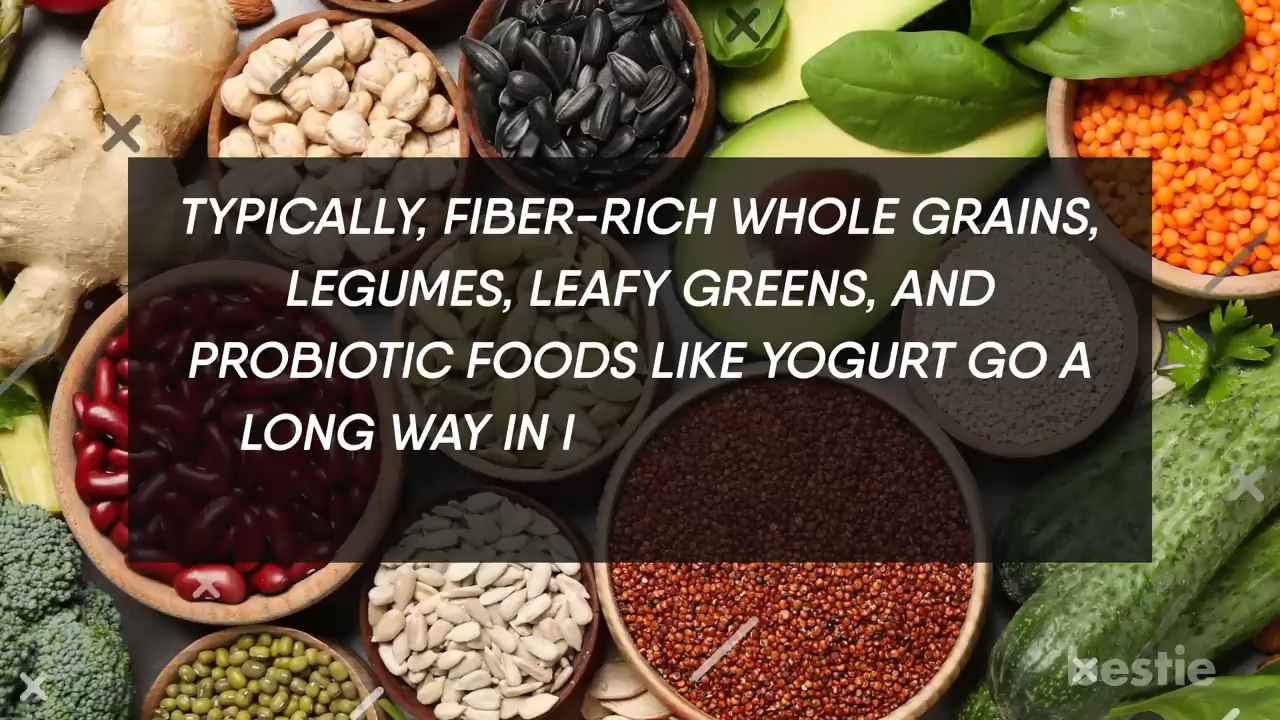 TYPICALLY, FIBER-RICH WHOLE GRAINS,
LEGUMES, LEAFY GREENS, AND
PROBIOTIC FOODS LIKE YOGURT GO A
LONG WAY IN I
bestie